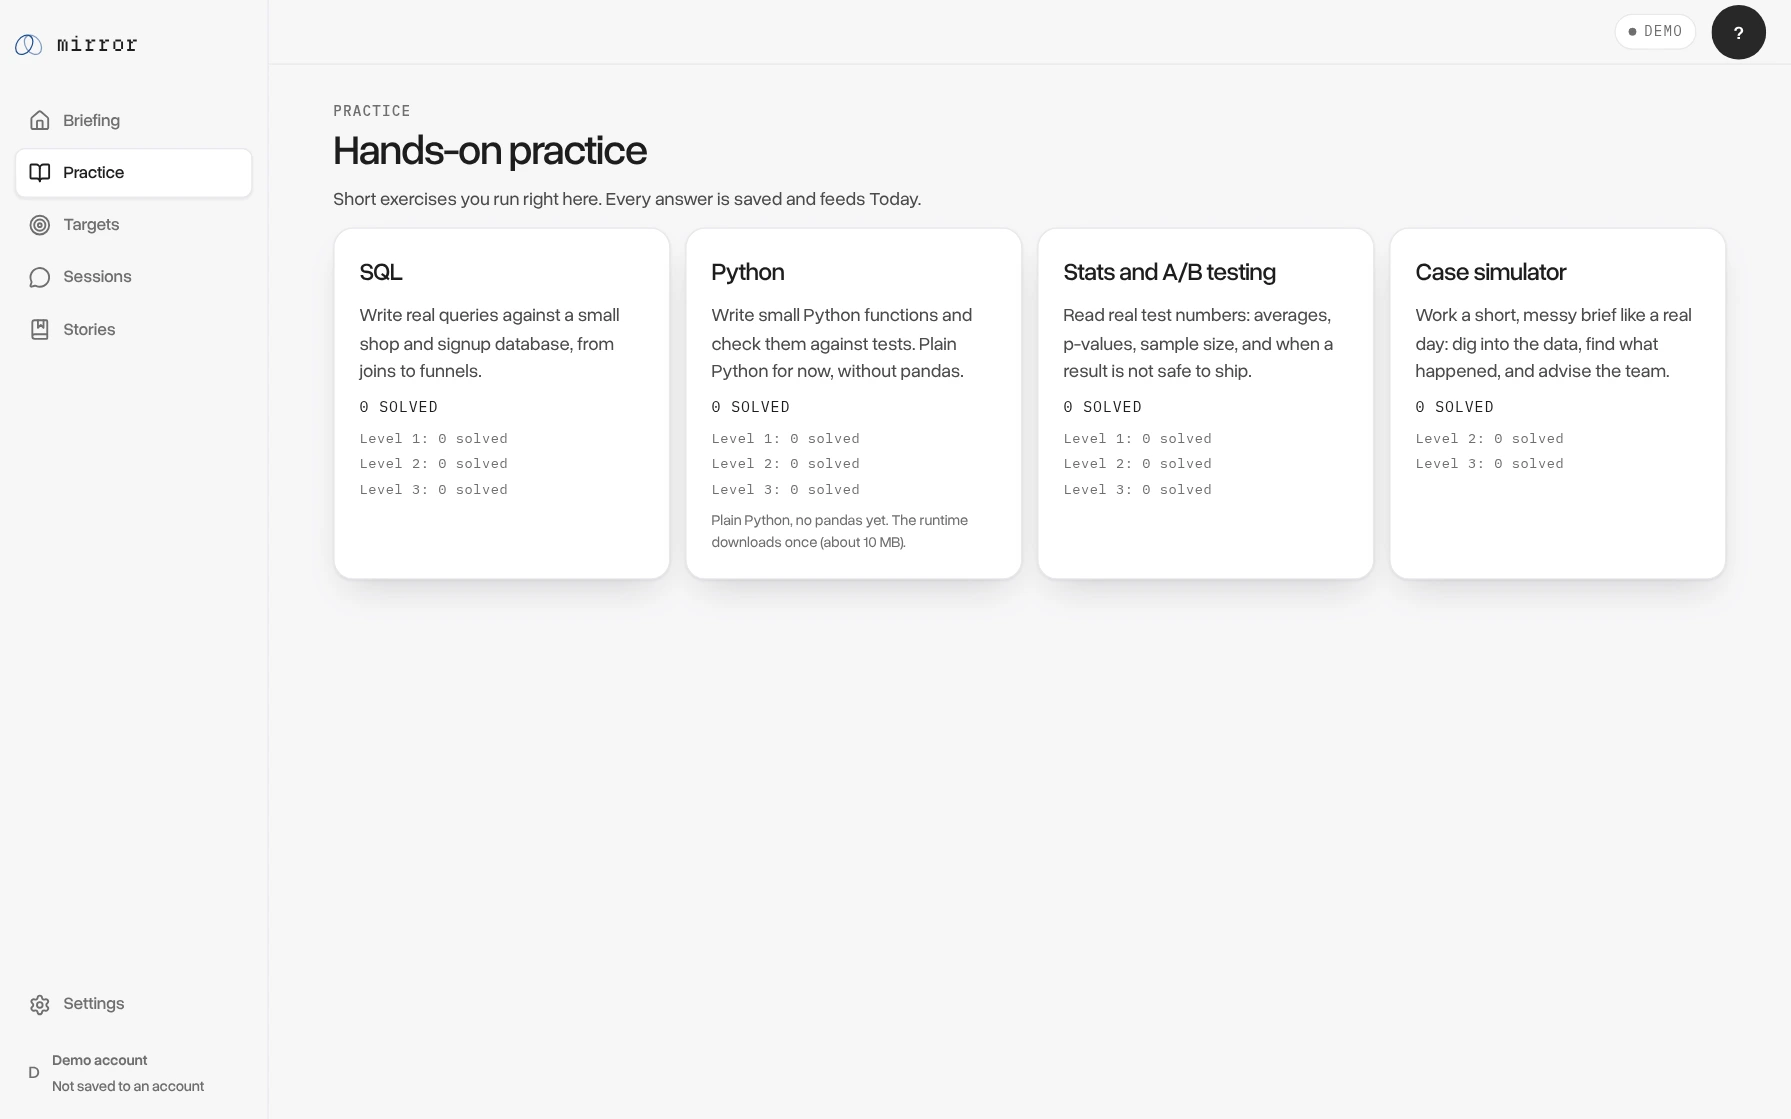 mirror
Briefing
Practice
Targets
Sessions
Stories
Settings
D
Demo account
Not saved to an account
DEMO
?
PRACTICE
Hands-on practice
Short exercises you run right here. Every answer is saved and feeds Today.
SQL
Write real queries against a small
shop and signup database, from
joins to funnels.
0 SOLVED
Level 1: 0 solved
Level 2: 0 solved
Level 3: 0 solved
Python
Write small Python functions and
check them against tests. Plain
Python for now, without pandas.
0 SOLVED
Level 1: 0 solved
Level 2: 0 solved
Level 3: 0 solved
Plain Python, no pandas yet. The runtime
downloads once (about 10 MB).
Stats and A/B testing
Read real test numbers: averages,
p-values, sample size, and when a
result is not safe to ship.
0 SOLVED
Level 1: 0 solved
Level 2: 0 solved
Level 3: 0 solved
Case simulator
Work a short, messy brief like a real
day: dig into the data, find what
happened, and advise the team.
0 SOLVED
Level 2: 0 solved
Level 3: 0 solved